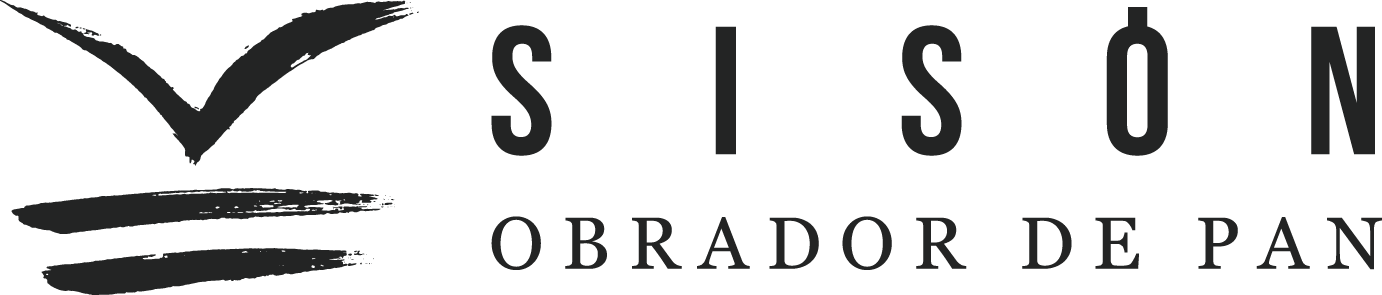 SISÓN
OBRADOR DE PAN